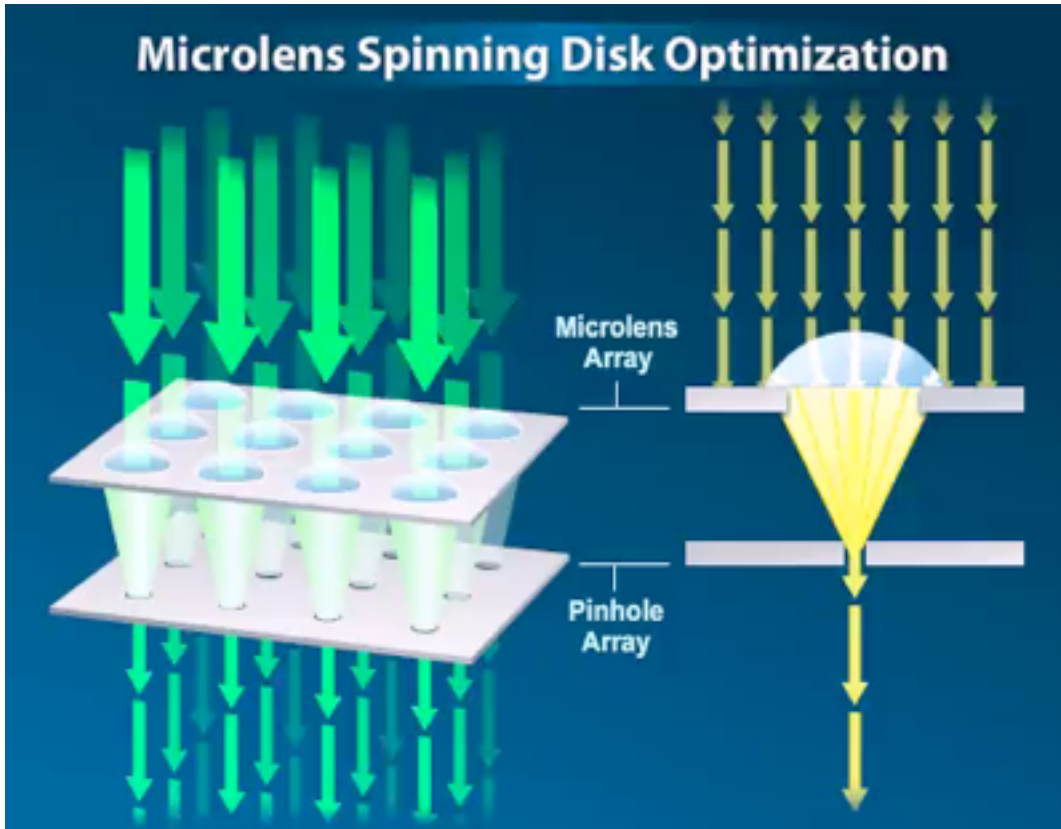 Microlens Spinning Disk Optimization
Microlens
Array
Pinhole
Array